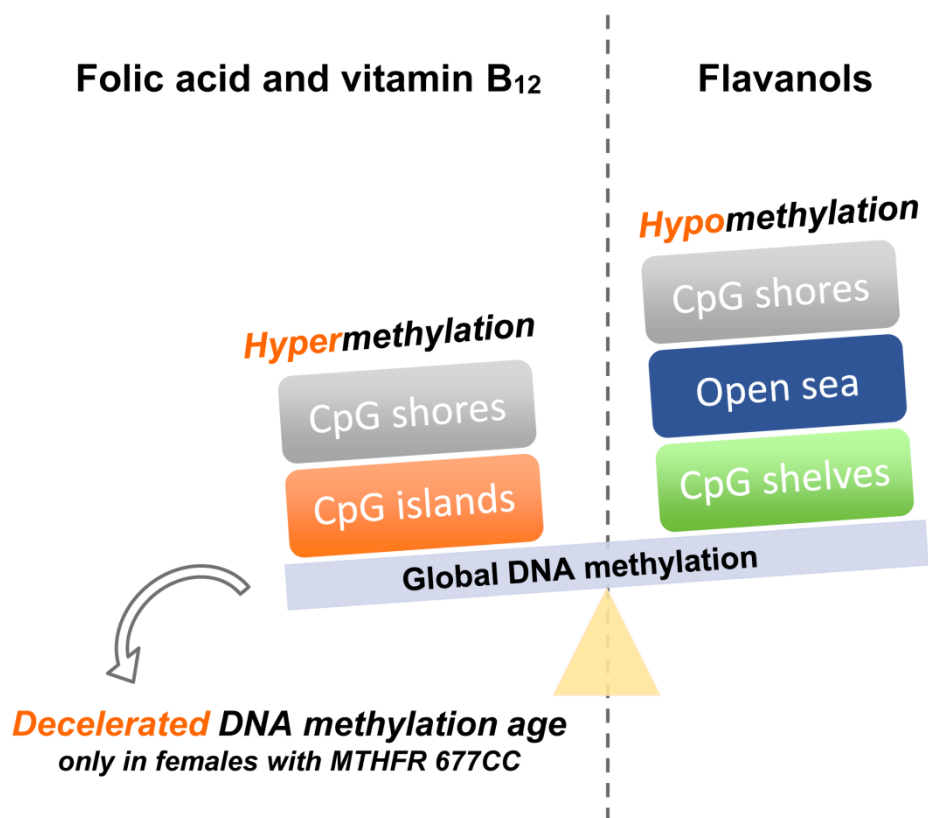 Folic acid and vitamin B₁₂
Hypermethylation
CpG shores
CpG islands
Flavanols
Hypomethylation
CpG shores
Open sea
CpG shelves
Global DNA methylation
Decelerated DNA methylation age
only in females with MTHFR 677CC